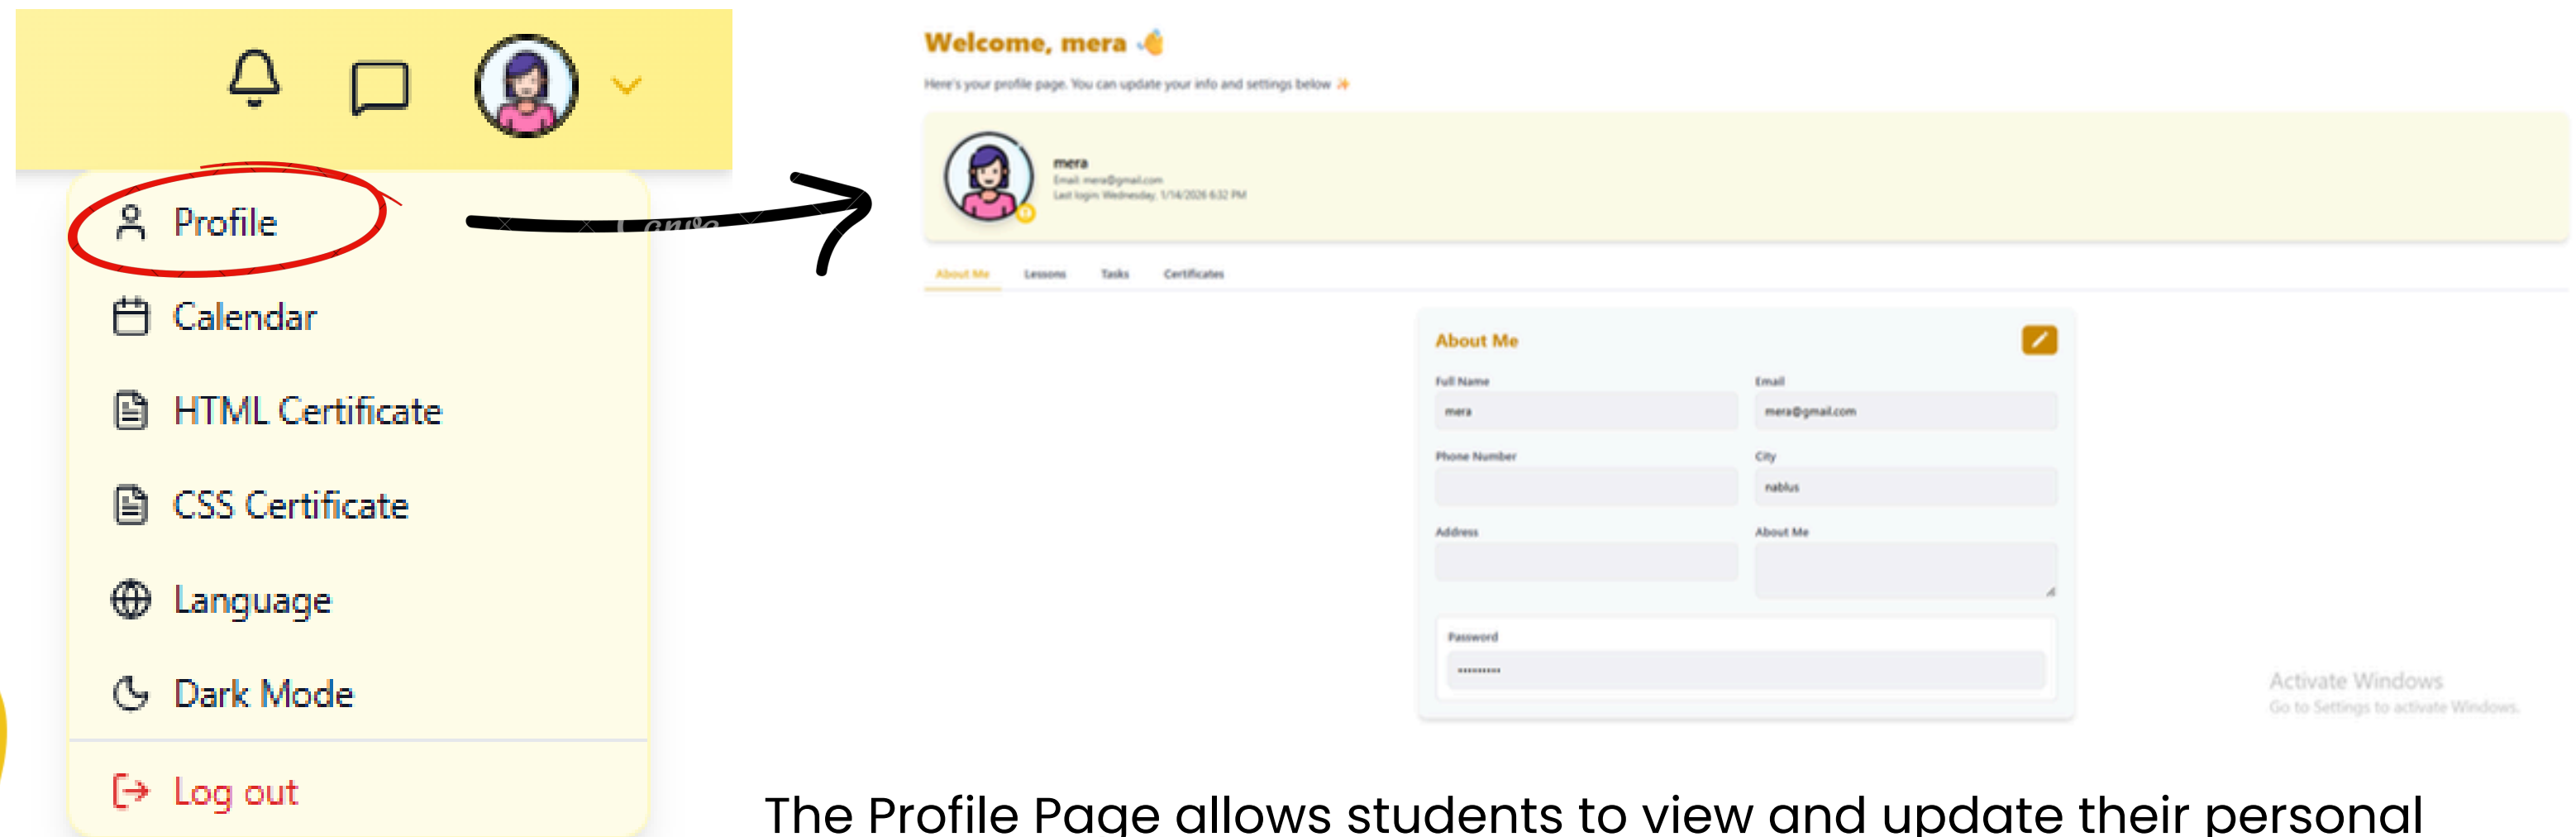 Profile
Calendar
HTML Certificate
CSS Certificate
Language
Dark Mode
Log out
Canva
Welcome, mera
Here's your profile page. You can update your info and settings below
mera
Email: mera@gmail.com
Last login: Wednesday, 1/14/2026 6:32 PM
About Me Lessons Tasks Certificates
About Me
Full Name Email
mera mera@gmail.com
Phone Number City
nablus
Address About Me
Password
Activate Windows
Go to Settings to activate Windows.
The Profile Page allows students to view and update their personal